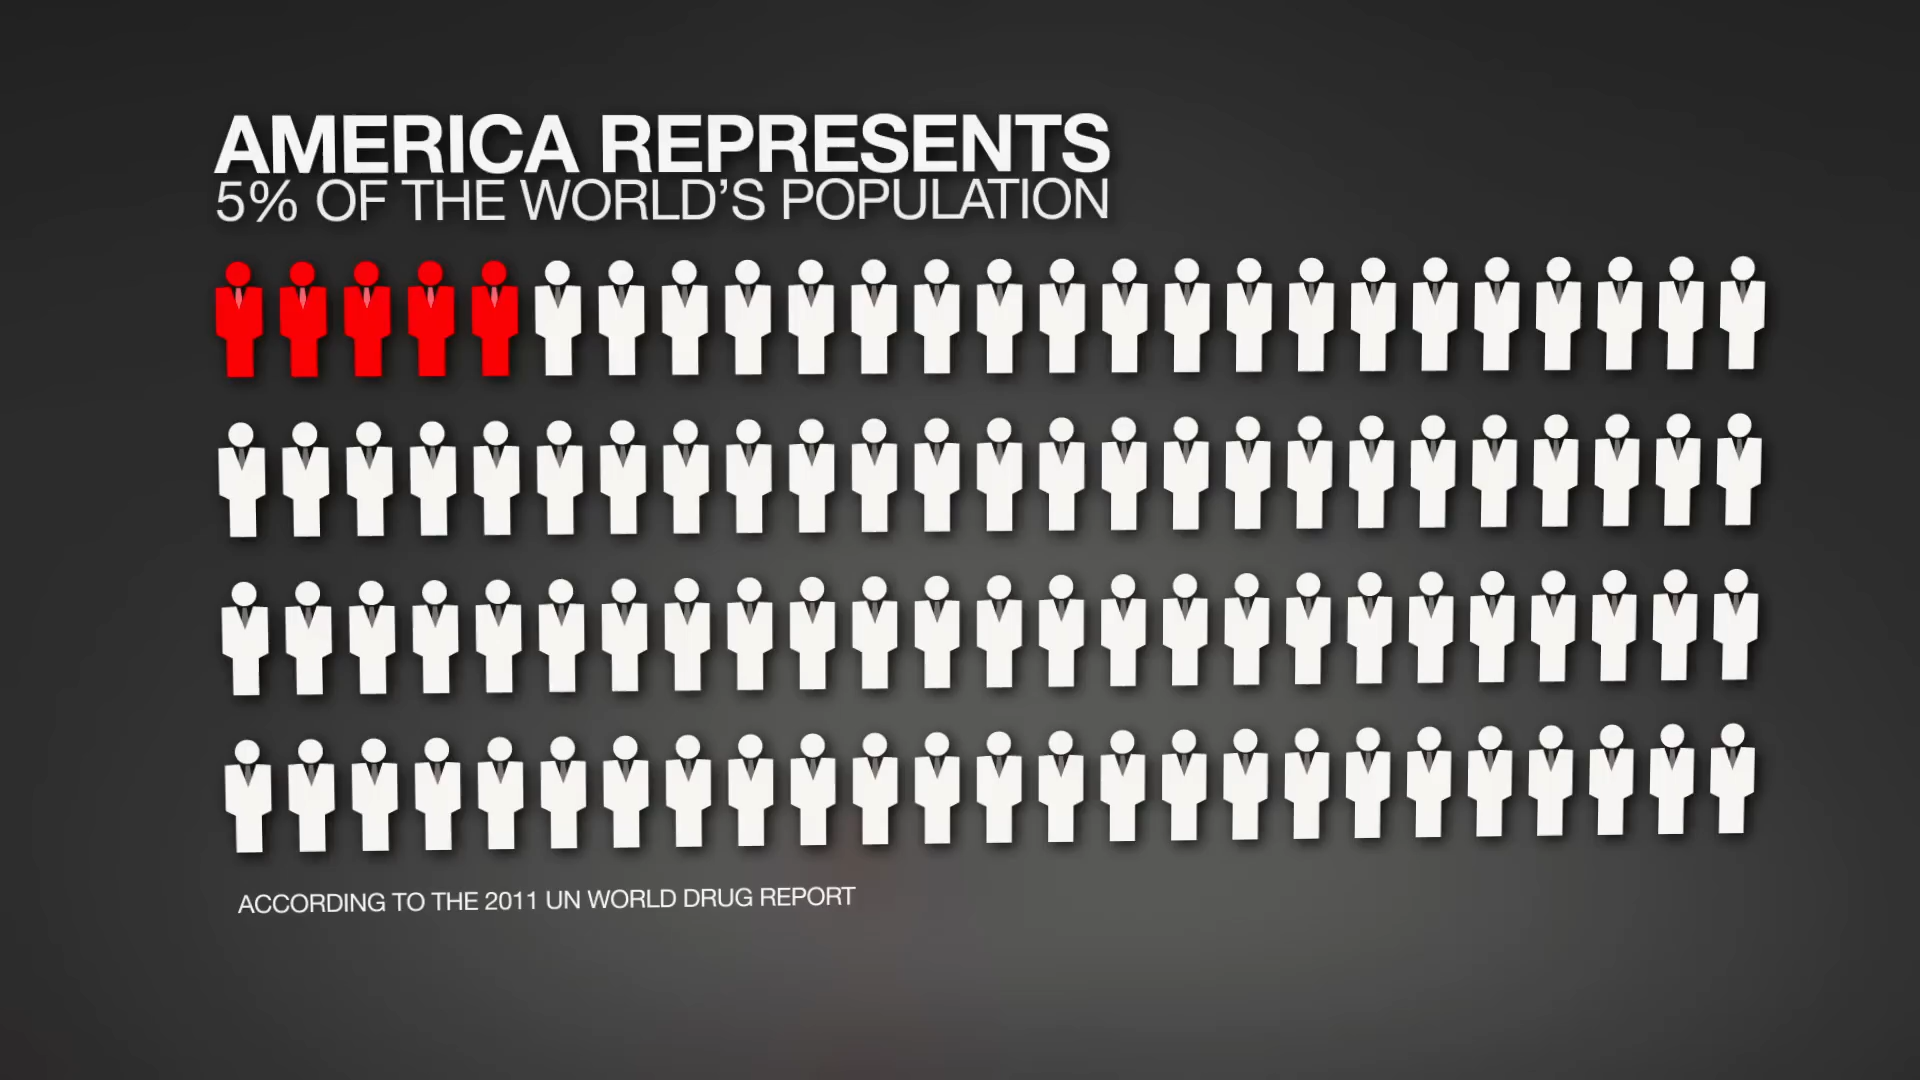 AMERICA REPRESENTS
5% OF THE WORLD'S POPULATION
ACCORDING TO THE 2011 UN WORLD DRUG REPORT